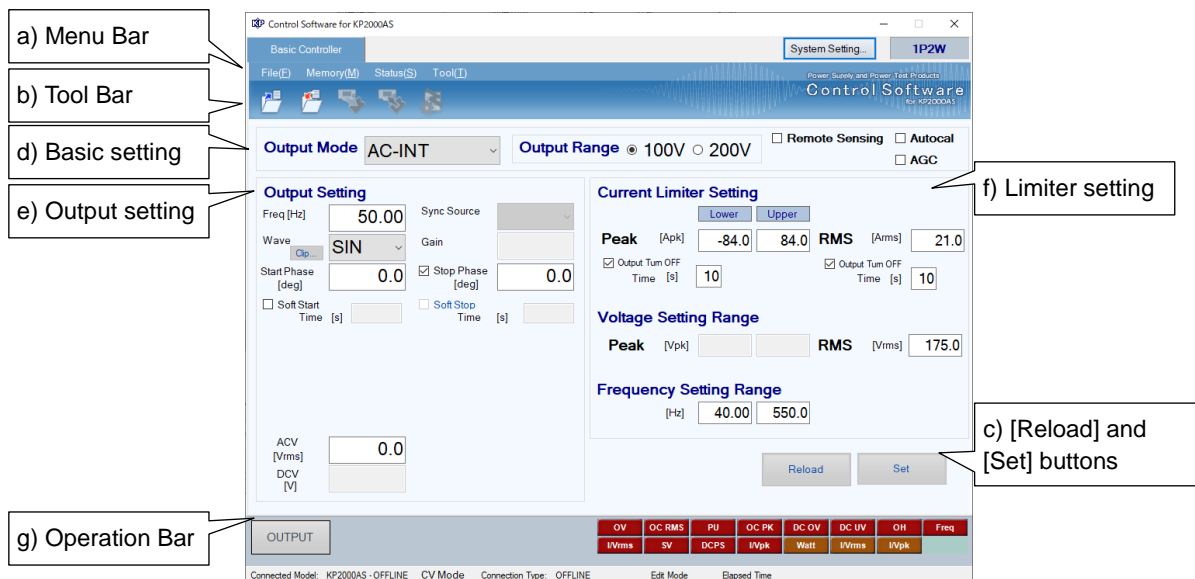 a) Menu Bar
b) Tool Bar
d) Basic setting
e) Output setting
g) Operation Bar
f) Limiter setting
c) [Reload] and
[Set] buttons
Control Software for KP2000AS
Basic Controller
System Setting...
1P2W
File(F) Memory(M) Status(S) Tool(T)
Power Supply and Power Test Products
Control Software
for KP2000AS
Output Mode AC-INT
Output Range 100V 200V
Remote Sensing Autocal
AGC
Output Setting
Freq [Hz] 50.00 Sync Source
Wave Clip... SIN Gain
Start Phase [deg] 0.0 Stop Phase [deg] 0.0
Soft Start Soft Stop
Time [s] Time [s]
ACV [Vrms] 0.0
DCV [V]
Current Limiter Setting
Lower Upper
Peak [Apk] -84.0 84.0 RMS [Arms] 21.0
Output Turn OFF Output Turn OFF
Time [s] 10 Time [s] 10
Voltage Setting Range
Peak [Vpk] RMS [Vrms] 175.0
Frequency Setting Range
[Hz] 40.00 550.0
Reload Set
OUTPUT
OV OC RMS PU OC PK DC OV DC UV OH Freq
I/Vrms SV DCPS I/Vpk Watt I/Vrms I/Vpk
Connected Model: KP2000AS - OFFLINE CV Mode Connection Type: OFFLINE Edit Mode Elapsed Time